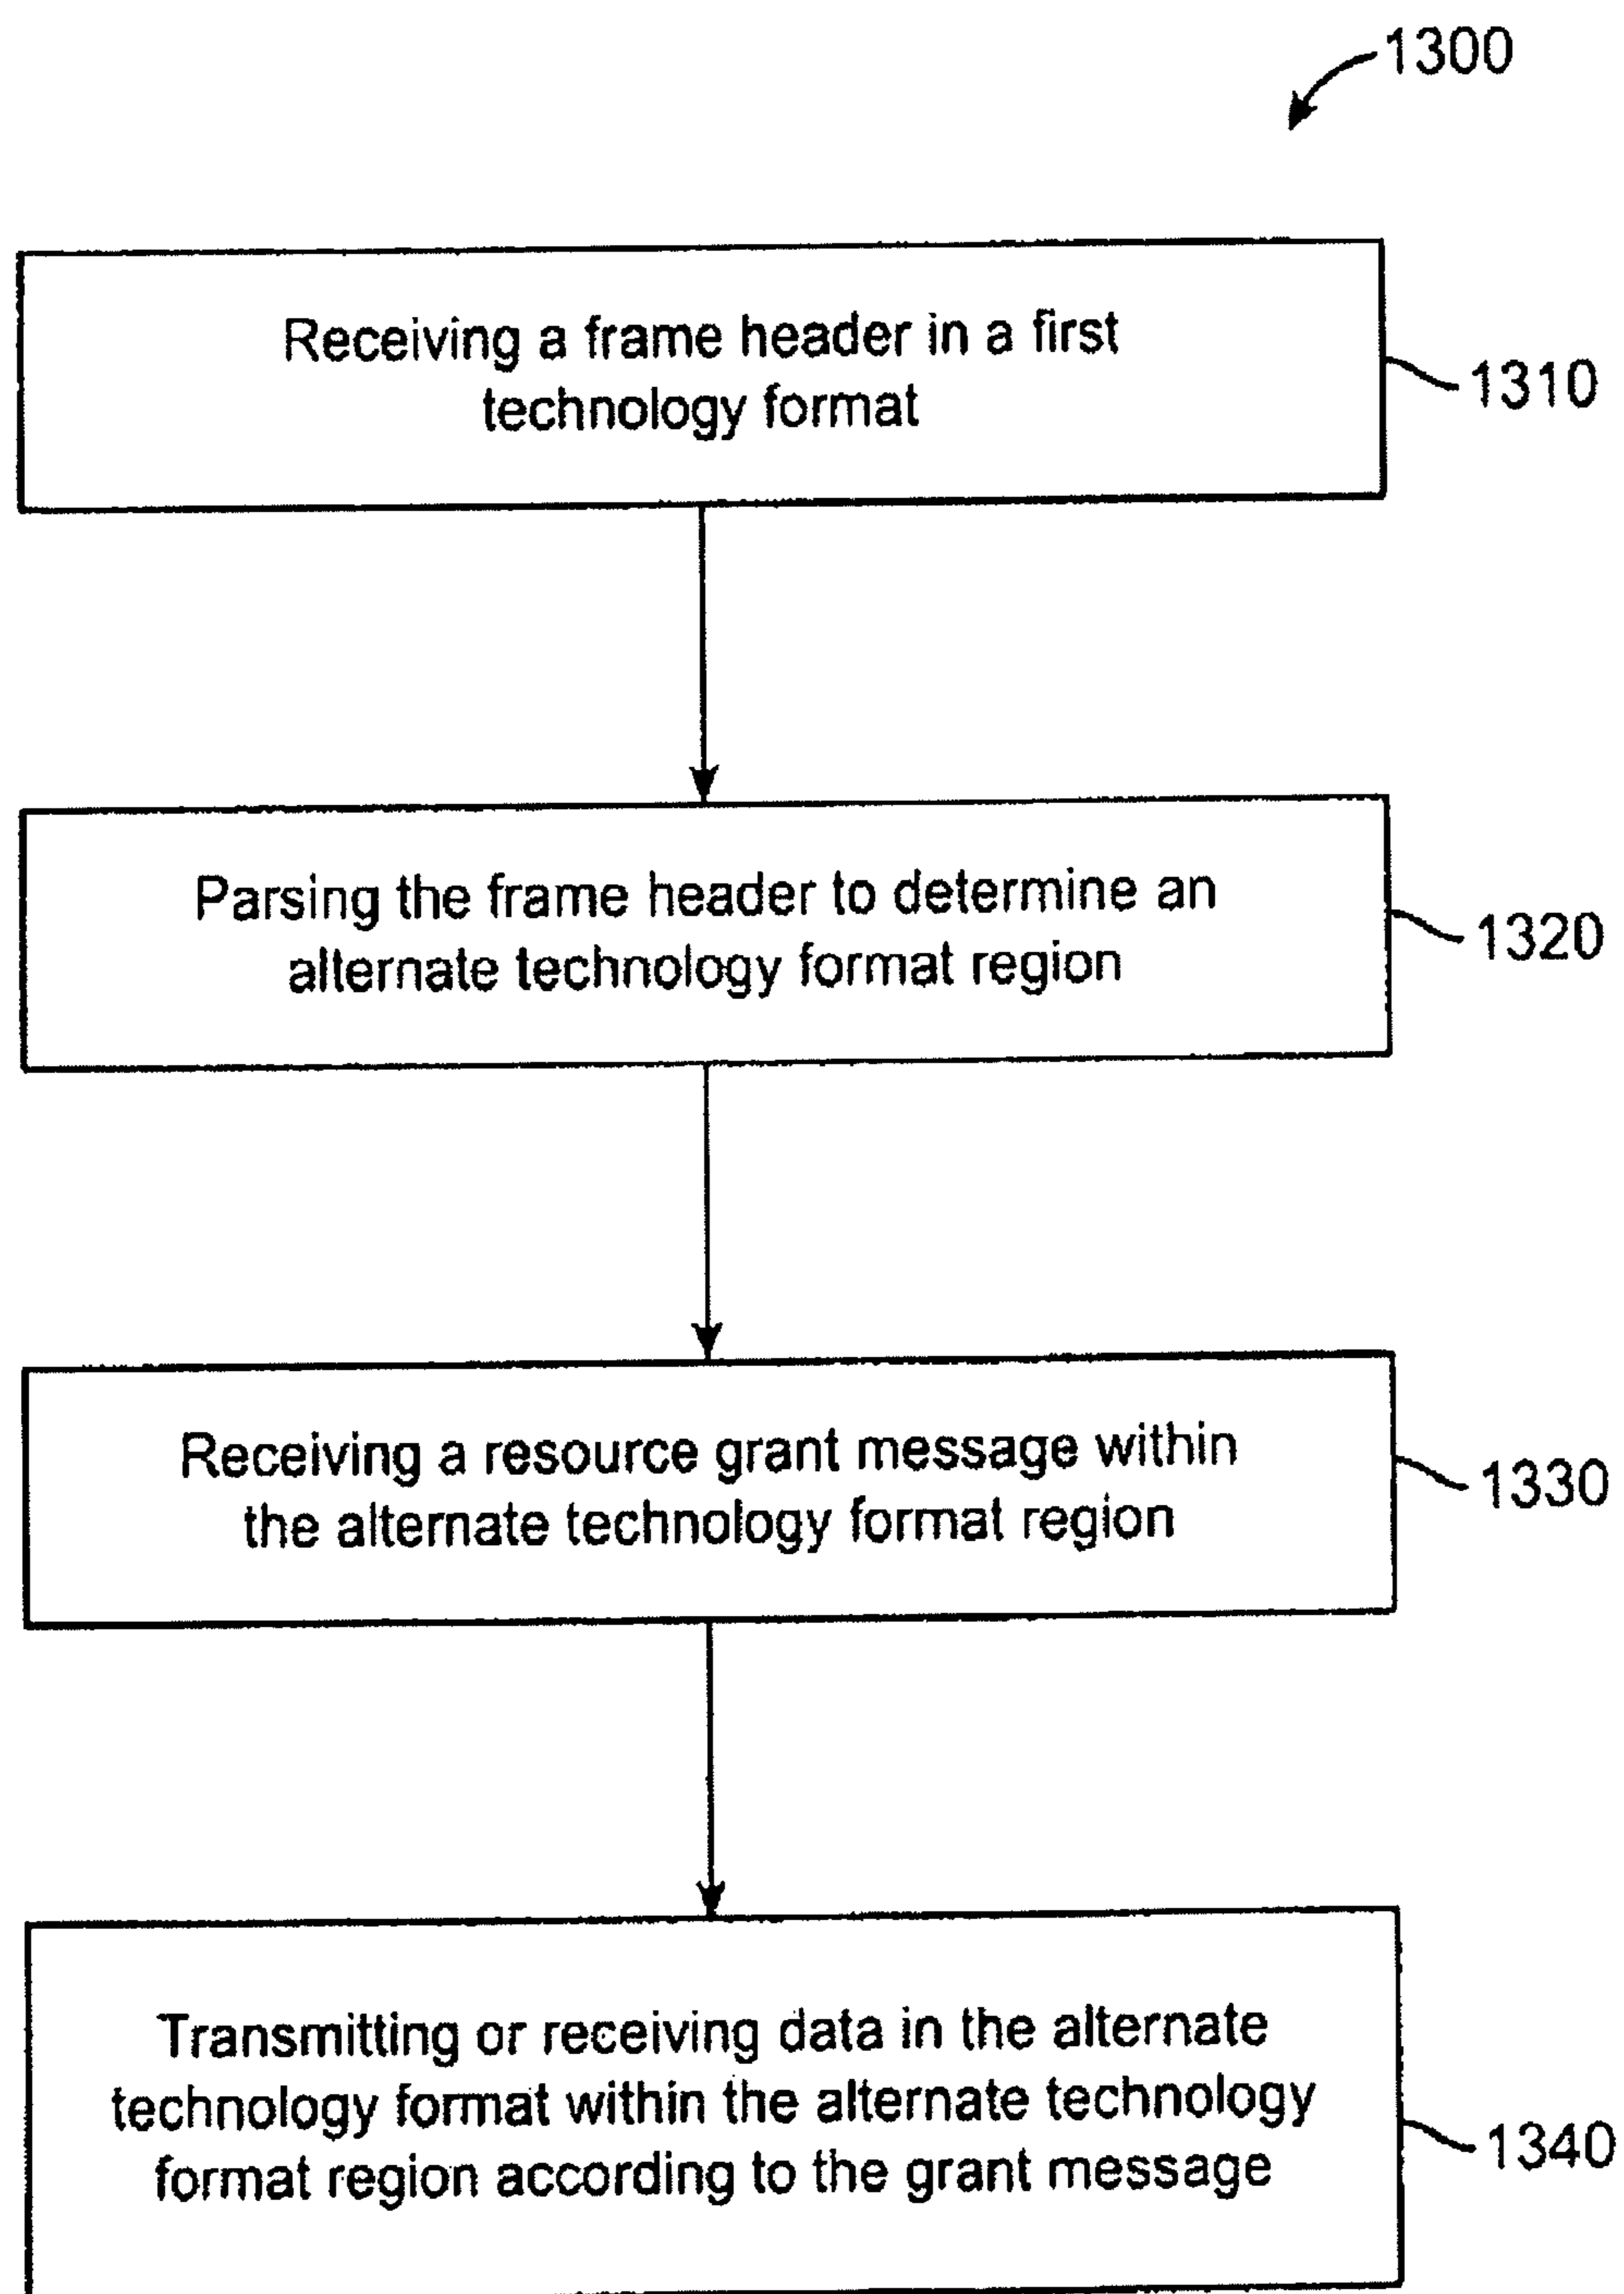 1300
Receiving a frame header in a first
technology format
1310
Parsing the frame header to determine an
alternate technology format region
1320
Receiving a resource grant message within
the alternate technology format region
1330
Transmitting or receiving data in the alternate
technology format within the alternate technology
format region according to the grant message
1340